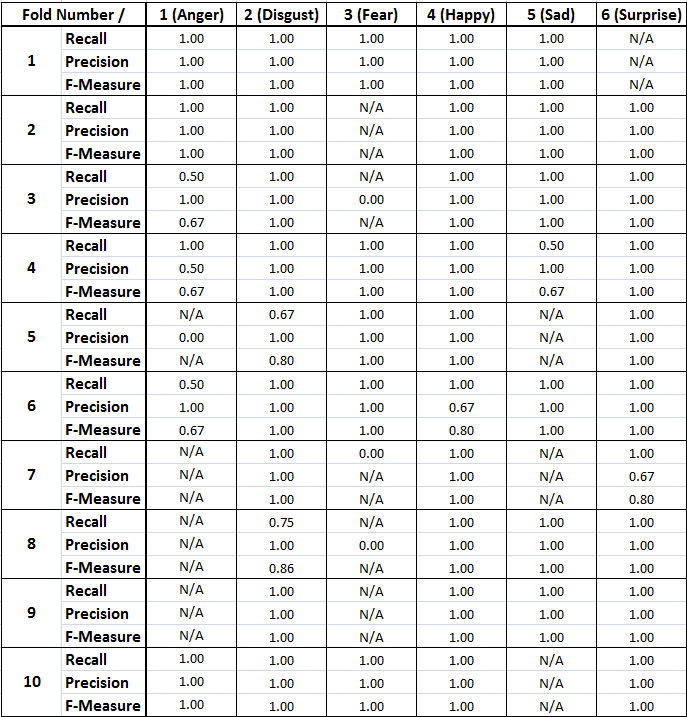 Fold Number / 1 (Anger) 2 (Disgust) 3 (Fear) 4 (Happy) 5 (Sad) 6 (Surprise)
Recall 1.00 1.00 1.00 1.00 1.00 N/A
1 Precision 1.00 1.00 1.00 1.00 1.00 N/A
F-Measure 1.00 1.00 1.00 1.00 1.00 N/A
Recall 1.00 1.00 N/A 1.00 1.00 1.00
2 Precision 1.00 1.00 N/A 1.00 1.00 1.00
F-Measure 1.00 1.00 N/A 1.00 1.00 1.00
Recall 0.50 1.00 N/A 1.00 1.00 1.00
3 Precision 1.00 1.00 0.00 1.00 1.00 1.00
F-Measure 0.67 1.00 N/A 1.00 1.00 1.00
Recall 1.00 1.00 1.00 1.00 0.50 1.00
4 Precision 0.50 1.00 1.00 1.00 1.00 1.00
F-Measure 0.67 1.00 1.00 1.00 0.67 1.00
Recall N/A 0.67 1.00 1.00 N/A 1.00
5 Precision 0.00 1.00 1.00 1.00 N/A 1.00
F-Measure N/A 0.80 1.00 1.00 N/A 1.00
Recall 0.50 1.00 1.00 1.00 1.00 1.00
6 Precision 1.00 1.00 1.00 0.67 1.00 1.00
F-Measure 0.67 1.00 1.00 0.80 1.00 1.00
Recall N/A 1.00 0.00 1.00 N/A 1.00
7 Precision N/A 1.00 N/A 1.00 N/A 0.67
F-Measure N/A 1.00 N/A 1.00 N/A 0.80
Recall N/A 0.75 N/A 1.00 1.00 1.00
8 Precision N/A 1.00 0.00 1.00 1.00 1.00
F-Measure N/A 0.86 N/A 1.00 1.00 1.00
Recall N/A 1.00 N/A 1.00 1.00 1.00
9 Precision N/A 1.00 N/A 1.00 1.00 1.00
F-Measure N/A 1.00 N/A 1.00 1.00 1.00
Recall 1.00 1.00 1.00 1.00 N/A 1.00
10 Precision 1.00 1.00 1.00 1.00 N/A 1.00
F-Measure 1.00 1.00 1.00 1.00 N/A 1.00